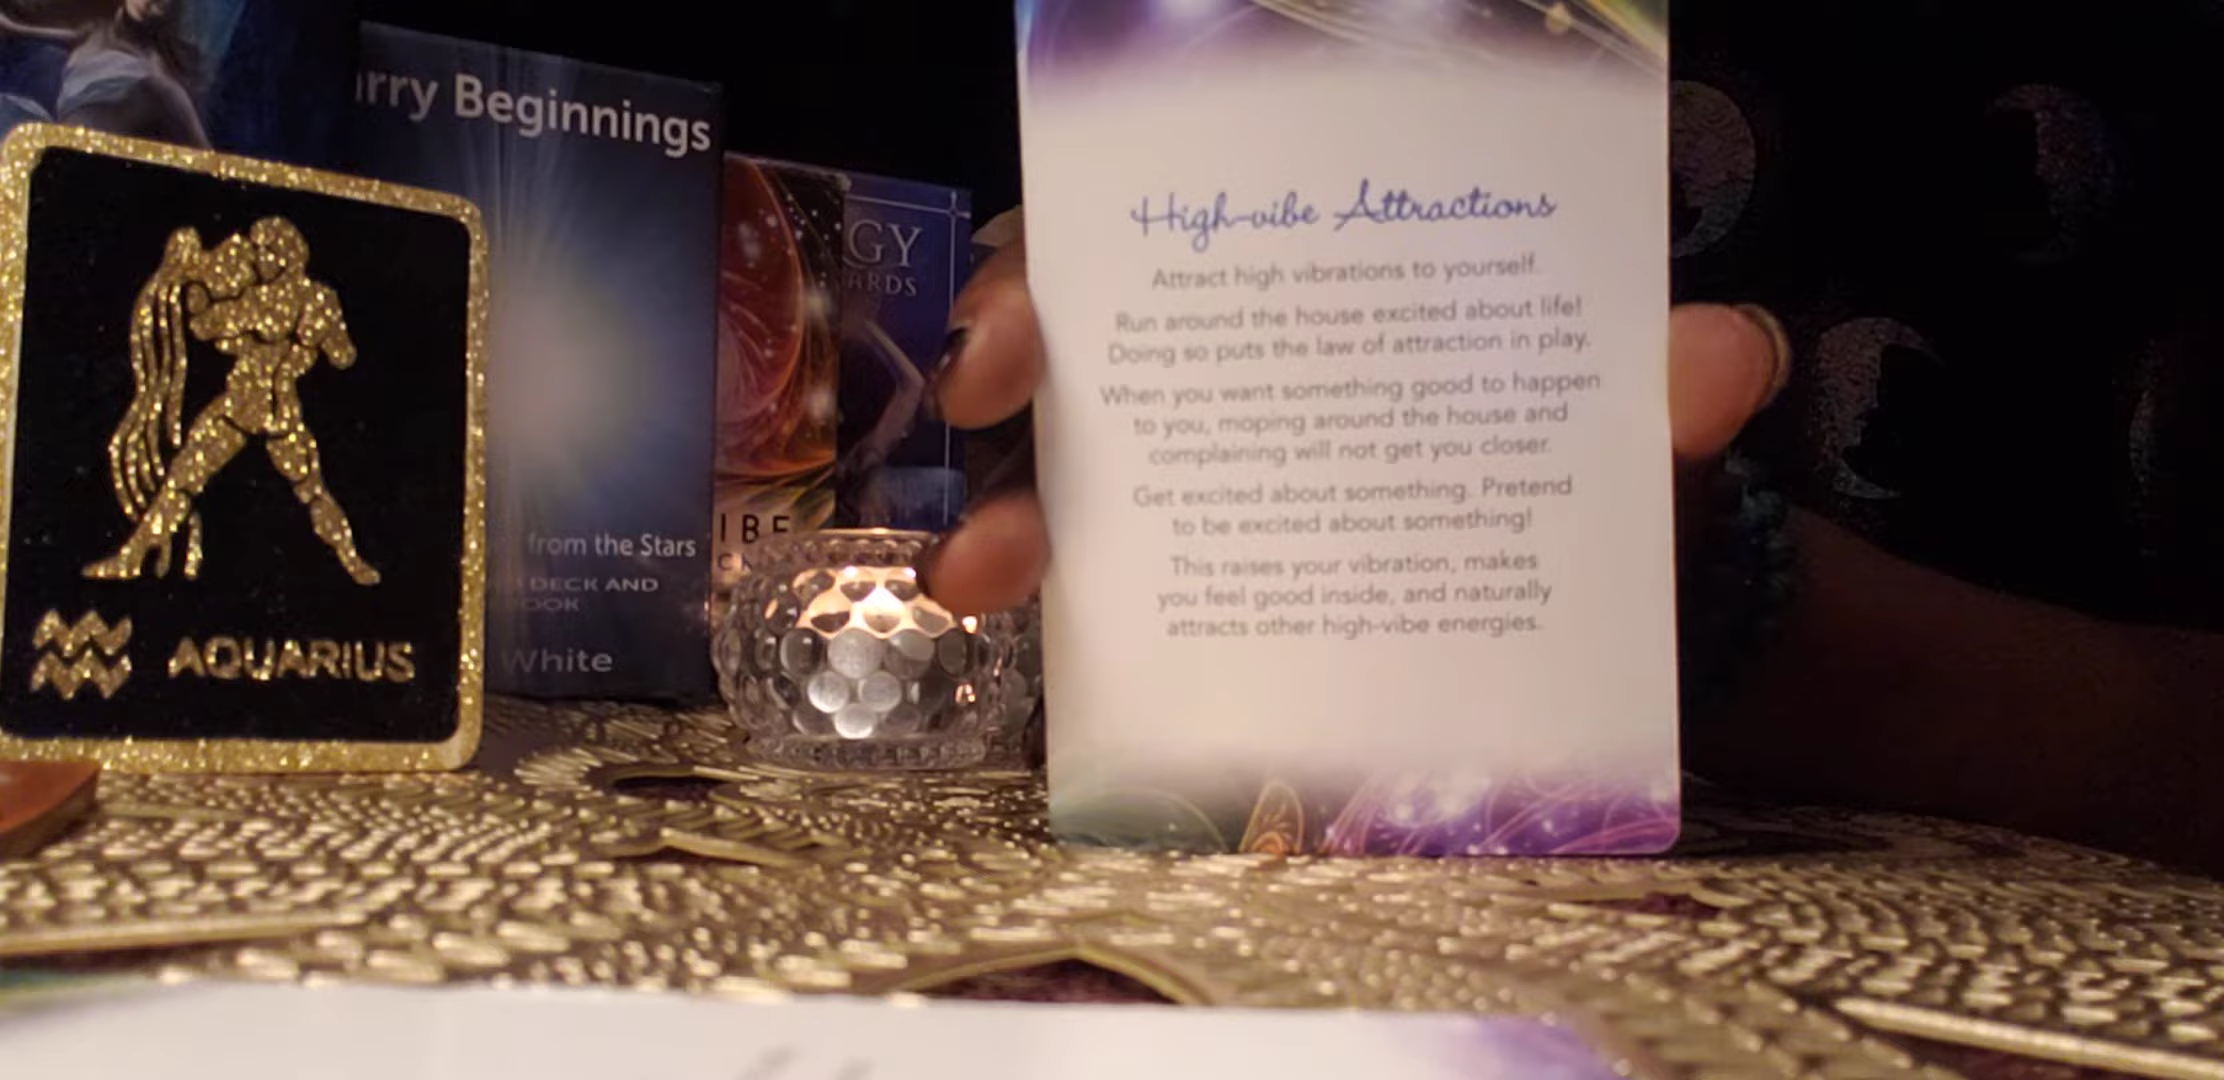 rry Beginnings
from the Stars
DECK AND
OOK
White
AQUARIUS
IBE
GY
ARDS
High-vibe Attractions
Attract high vibrations to yourself.
Run around the house excited about life!
Doing so puts the law of attraction in play.
When you want something good to happen
to you, moping around the house and
complaining will not get you closer.
Get excited about something. Pretend
to be excited about something!
This raises your vibration, makes
you feel good inside, and naturally
attracts other high-vibe energies.